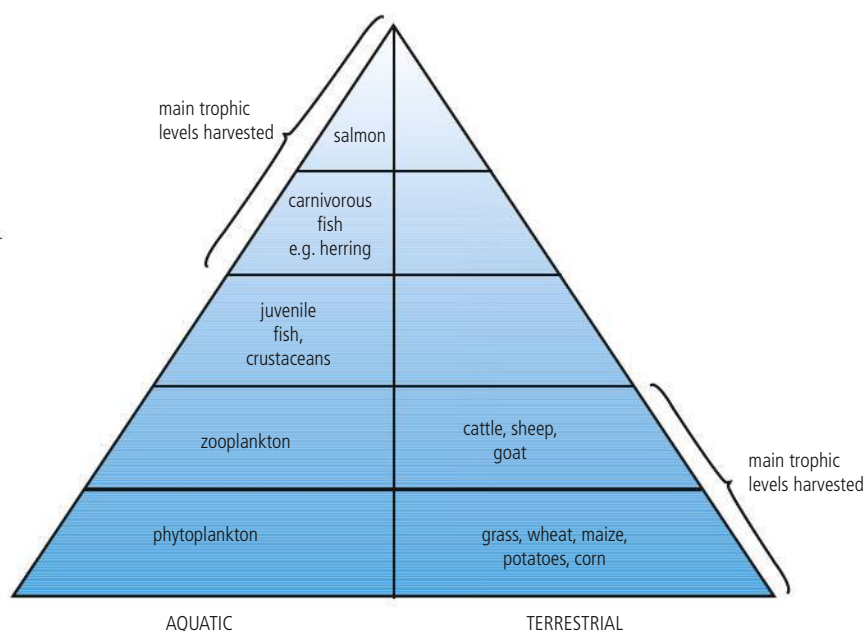 main trophic
levels harvested
salmon
carnivorous
fish
e.g. herring
juvenile
fish,
crustaceans
zooplankton
cattle, sheep,
goat
main trophic
levels harvested
phytoplankton
grass, wheat, maize,
potatoes, corn
AQUATIC
TERRESTRIAL